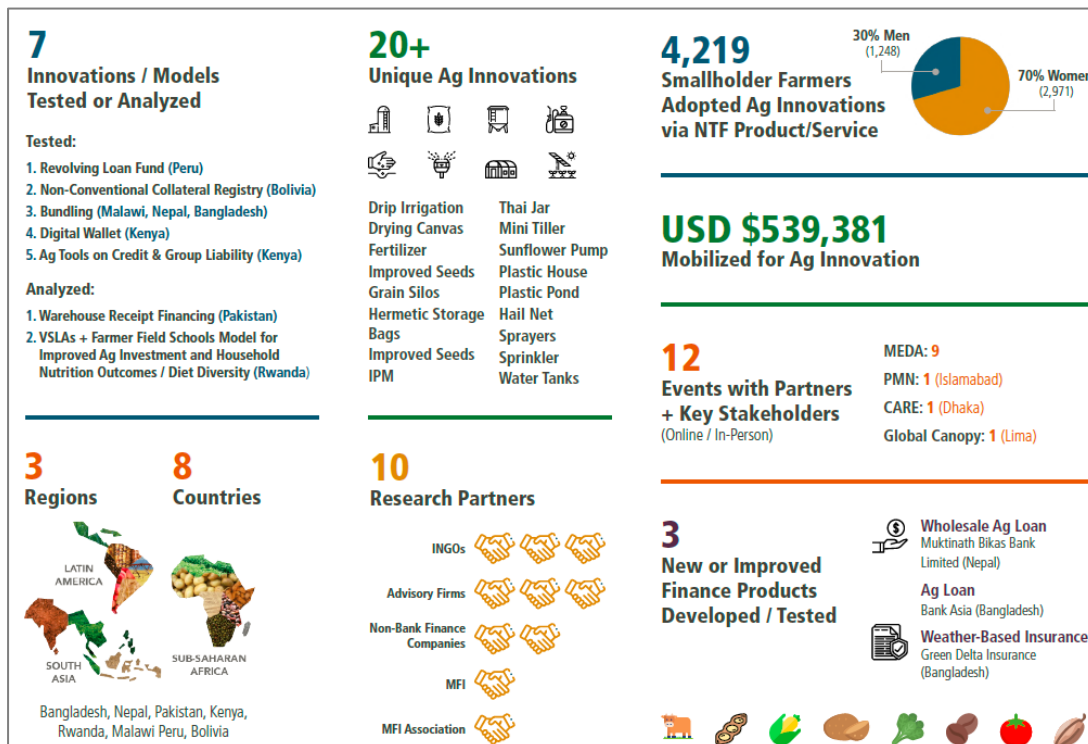 7
Innovations / Models
Tested or Analyzed
Tested:
1. Revolving Loan Fund (Peru)
2. Non-Conventional Collateral Registry (Bolivia)
3. Bundling (Malawi, Nepal, Bangladesh)
4. Digital Wallet (Kenya)
5. Ag Tools on Credit & Group Liability (Kenya)
Analyzed:
1. Warehouse Receipt Financing (Pakistan)
2. VSLAs + Farmer Field Schools Model for
Improved Ag Investment and Household
Nutrition Outcomes / Diet Diversity (Rwanda)
3
Regions
8
Countries
LATIN
AMERICA
SOUTH
ASIA
SUB-SAHARAN
AFRICA
Bangladesh, Nepal, Pakistan, Kenya,
Rwanda, Malawi Peru, Bolivia
20+
Unique Ag Innovations
Drip Irrigation
Drying Canvas
Fertilizer
Improved Seeds
Grain Silos
Hermetic Storage
Bags
Improved Seeds
IPM
Thai Jar
Mini Tiller
Sunflower Pump
Plastic House
Plastic Pond
Hail Net
Sprayers
Sprinkler
Water Tanks
10
Research Partners
INGOs
Advisory Firms
Non-Bank Finance
Companies
MFI
MFI Association
4,219
Smallholder Farmers
Adopted Ag Innovations
via NTF Product/Service
30% Men
(1,248)
70% Women
(2,971)
USD $539,381
Mobilized for Ag Innovation
12
Events with Partners
+ Key Stakeholders
(Online / In-Person)
MEDA: 9
PMN: 1 (Islamabad)
CARE: 1 (Dhaka)
Global Canopy: 1 (Lima)
3
New or Improved
Finance Products
Developed / Tested
Wholesale Ag Loan
Muktinath Bikas Bank
Limited (Nepal)
Ag Loan
Bank Asia (Bangladesh)
Weather-Based Insurance
Green Delta Insurance
(Bangladesh)